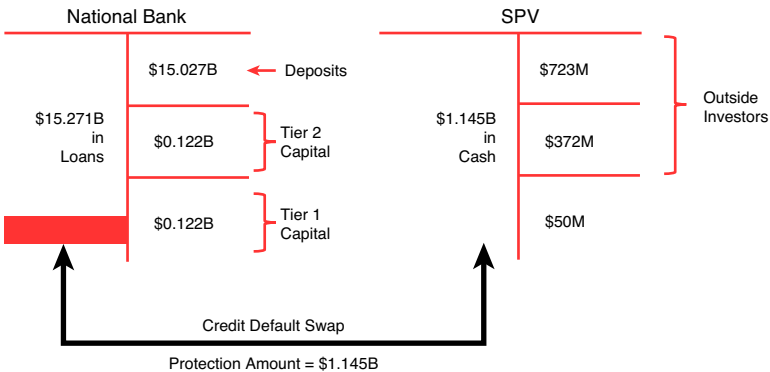 National Bank
SPV
$15.027B
Deposits
$723M
$15.271B
in
Loans
$0.122B
Tier 2
Capital
$1.145B
in
Cash
$372M
Outside
Investors
$0.122B
Tier 1
Capital
$50M
Credit Default Swap
Protection Amount = $1.145B